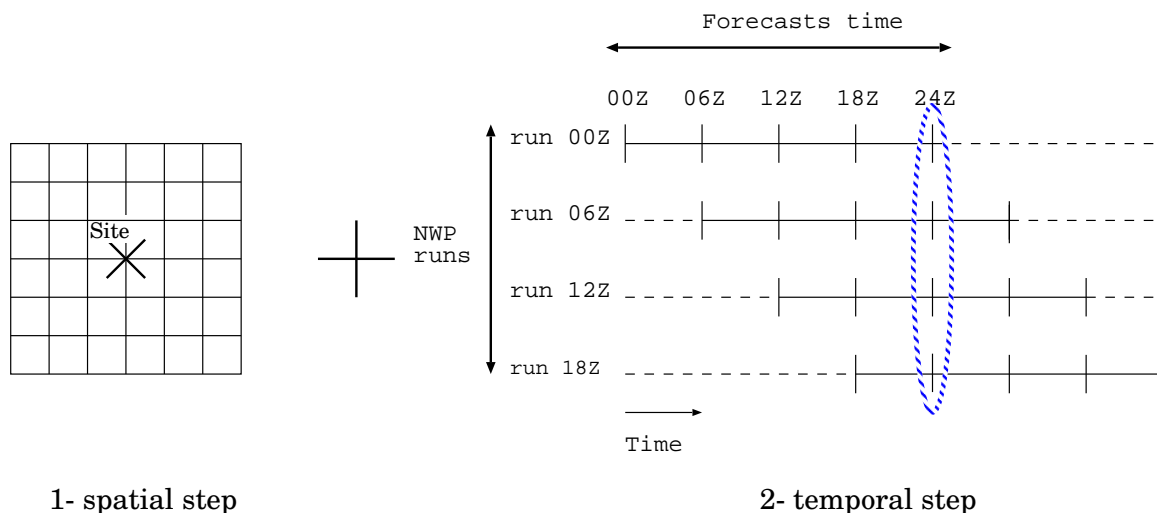 Forecasts time
00Z 06Z 12Z 18Z 24Z
run 00Z
run 06Z
Site
NWP
runs
run 12Z
run 18Z
Time
1- spatial step
2- temporal step